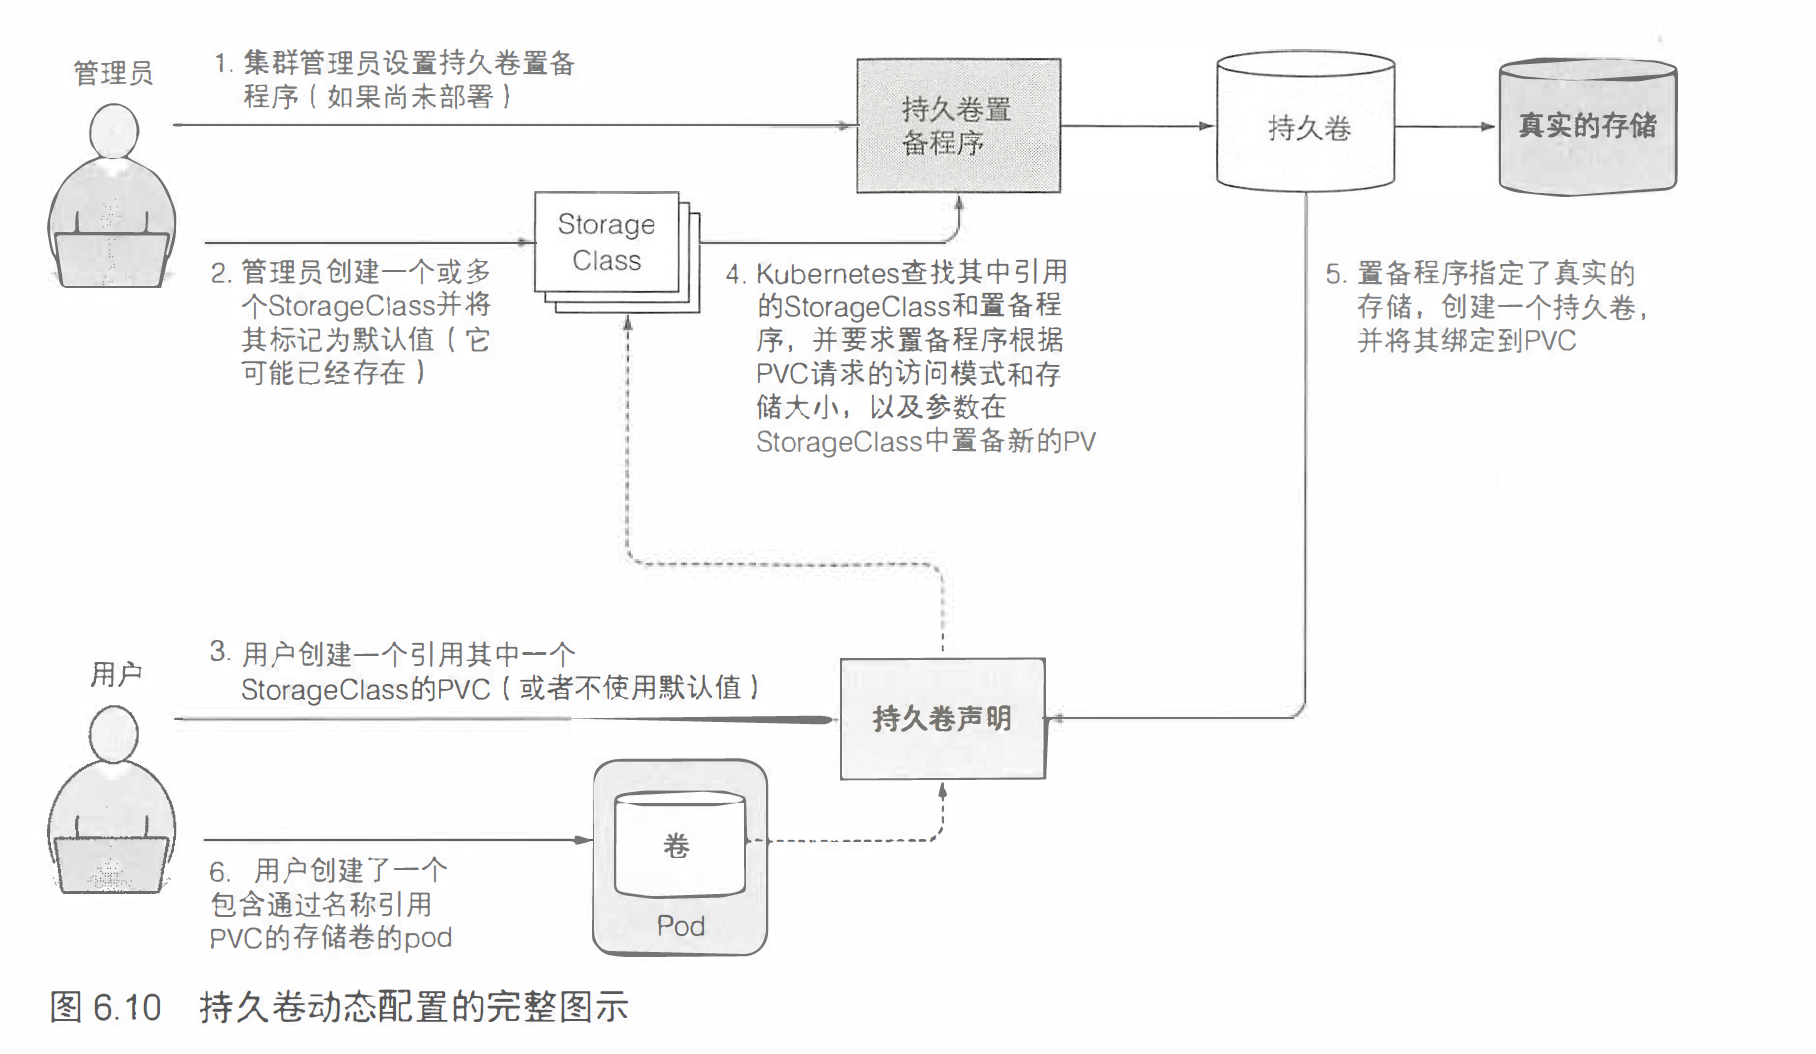 管理员
1. 集群管理员设置持久卷置备
程序（如果尚未部署）
持久卷置
备程序
持久卷
真实的存储
Storage
Class
2. 管理员创建一个或多
个StorageClass并将
其标记为默认值（它
可能已经存在）
4. Kubernetes查找其中引用
的StorageClass和置备程
序，并要求置备程序根据
PVC请求的访问模式和存
储大小，以及参数在
StorageClass中置备新的PV
5. 置备程序指定了真实的
存储，创建一个持久卷，
并将其绑定到PVC
用户
3. 用户创建一个引用其中一个
StorageClass的PVC（或者不使用默认值）
持久卷声明
卷
Pod
6. 用户创建了一个
包含通过名称引用
PVC的存储卷的pod
图 6.10 持久卷动态配置的完整图示